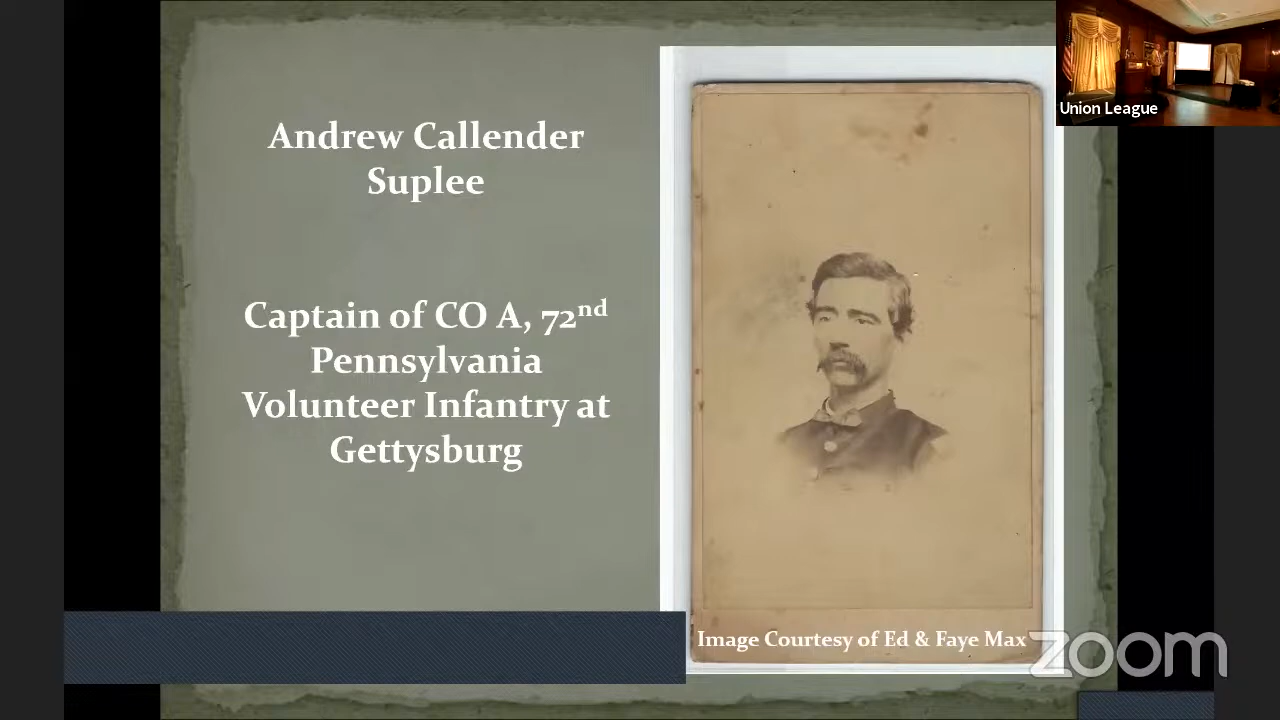 Andrew Callender
Suplee
Captain of CO A, 72nd
Pennsylvania
Volunteer Infantry at
Gettysburg
Image Courtesy of Ed & Faye Max
Union League
zoom